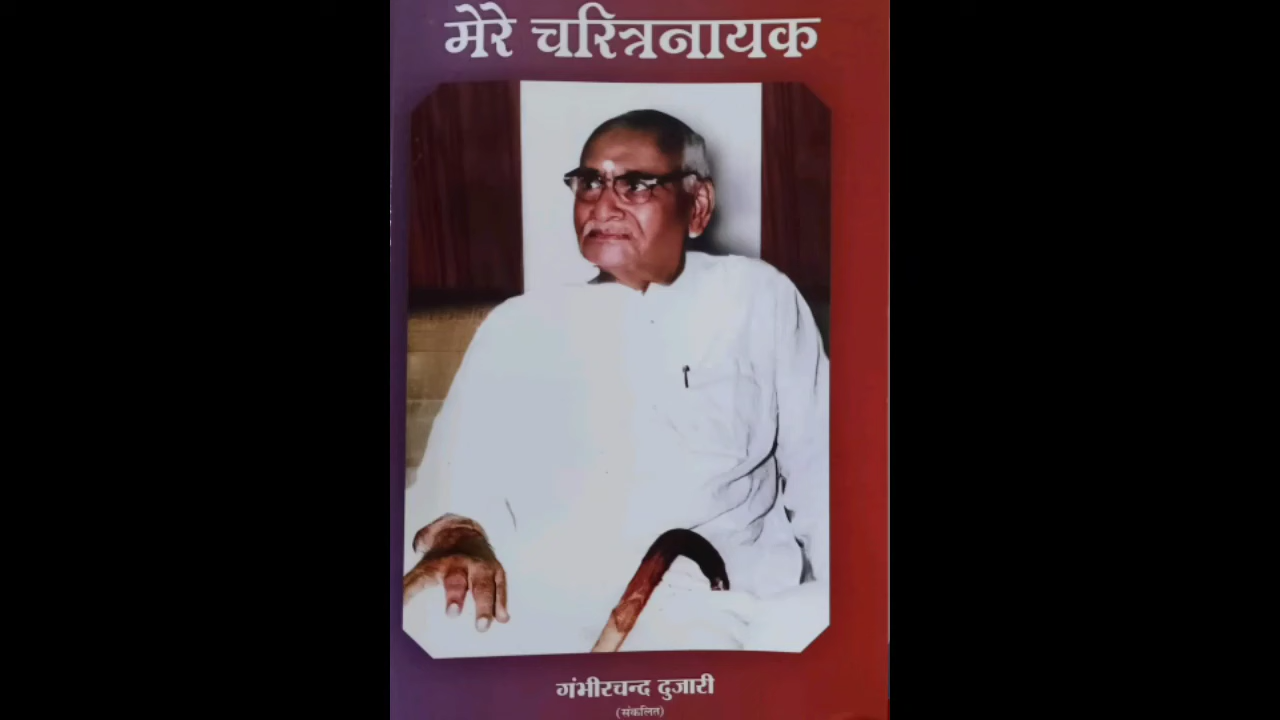 मेरे चरित्रनायक
गंभीरचन्द दुजारी
(संकलित)